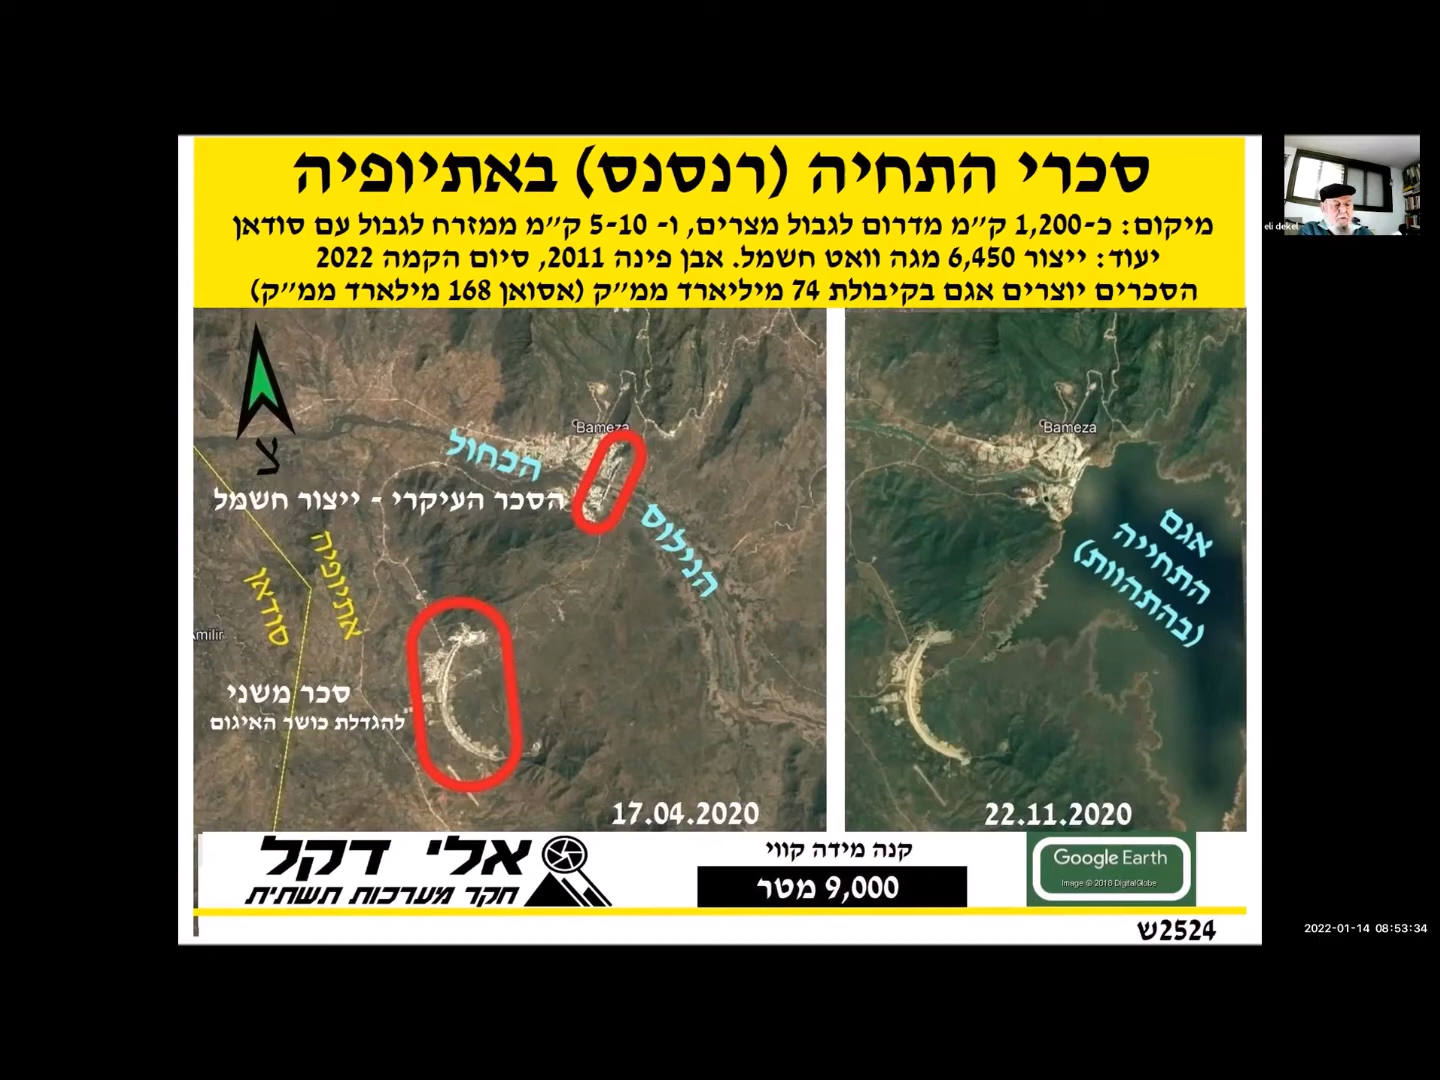 סכרי התחיה (רנסנס) באתיופיה
מיקום: כ-1,200 ק״מ מדרום לגבול מצרים, ו- 5-10 ק״מ ממזרח לגבול עם סודאן
יעוד: ייצור 6,450 מגה וואט חשמל. אבן פינה 2011, סיום הקמה 2022
הסכרים יוצרים אגם בקיבולת 74 מיליארד ממ״ק (אסואן 168 מילארד ממ״ק)
eli dekel
צ
Bameza
הכחול
הסכר העיקרי - ייצור חשמל
הנילוס
אתיופיה
סודאן
Amilir
סכר משני
להגדלת כושר האיגום
17.04.2020
Bameza
אגם
התחייה
(בהתהוות)
22.11.2020
אלי דקל
חקר מערכות תשתית
קנה מידה קווי
9,000 מטר
Google Earth
Image © 2018 DigitalGlobe
ש2524
2022-01-14 08:53:34